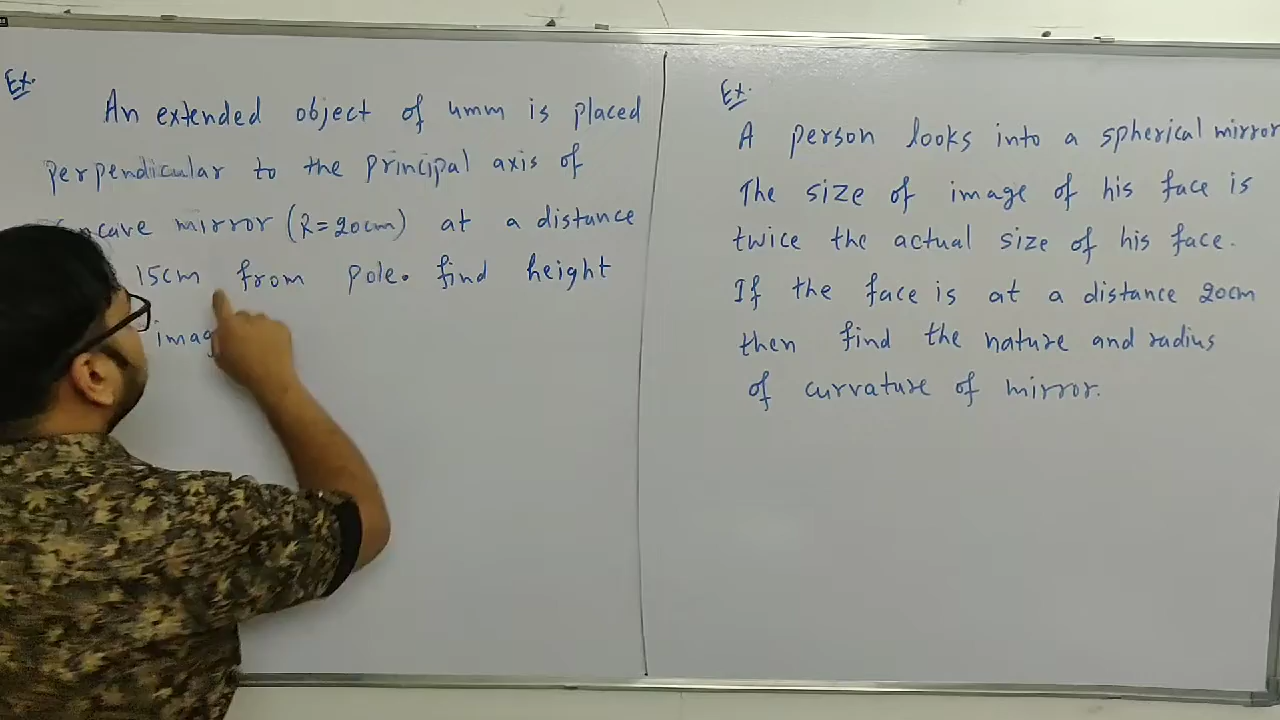 Ex.
An extended object of 4mm is placed
perpendicular to the principal axis of
mirror (R=20cm) at a distance
15cm from pole. find height
Ex.
A person looks into a spherical mirror
The size of image of his face is
twice the actual size of his face.
If the face is at a distance 20cm
then find the nature and radius
of curvature of mirror.